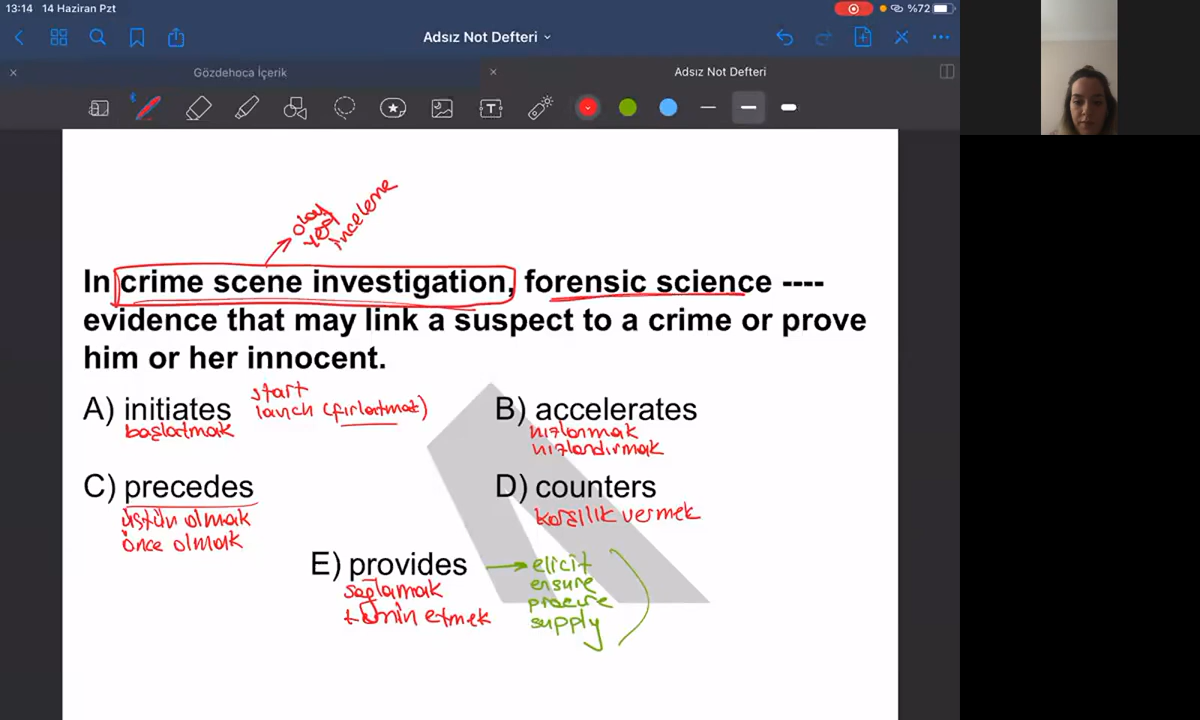 13:14 14 Haziran Pzt
%72
Adsız Not Defteri
Gözdehoca İçerik
Adsız Not Defteri
olay
yeri
inceleme
In crime scene investigation, forensic science ----
evidence that may link a suspect to a crime or prove
him or her innocent.
start
launch (fırlatmak)
A) initiates
başlatmak
B) accelerates
hızlanmak
hızlandırmak
C) precedes
üstün olmak
önce olmak
D) counters
karşılık vermek
E) provides
sağlamak
temin etmek
elicit
ensure
procure
supply